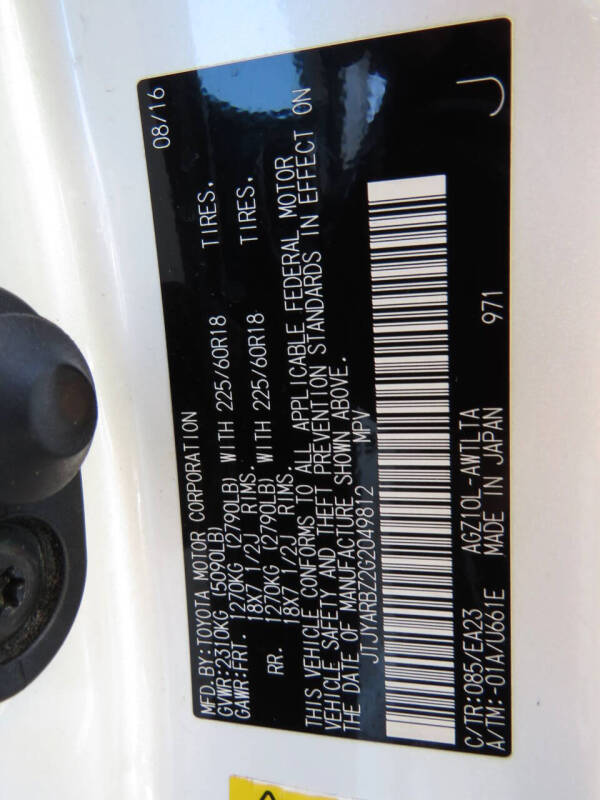 MFD.BY:TOYOTA MOTOR CORPORATION 08/16
GVWR:2310KG (5090LB)
GAWR:FRT. 1270KG (2790LB) WITH 225/60R18 TIRES.
18X7 1/2J RIMS.
RR. 1270KG (2790LB) WITH 225/60R18 TIRES.
18X7 1/2J RIMS.
THIS VEHICLE CONFORMS TO ALL APPLICABLE FEDERAL MOTOR
VEHICLE SAFETY AND THEFT PREVENTION STANDARDS IN EFFECT ON
THE DATE OF MANUFACTURE SHOWN ABOVE.
JTJYARBZ2G2049812 MPV
C/TR:085/EA23 AGZ10L-AWTLTA
A/TM:-01A/U661E MADE IN JAPAN 971 J